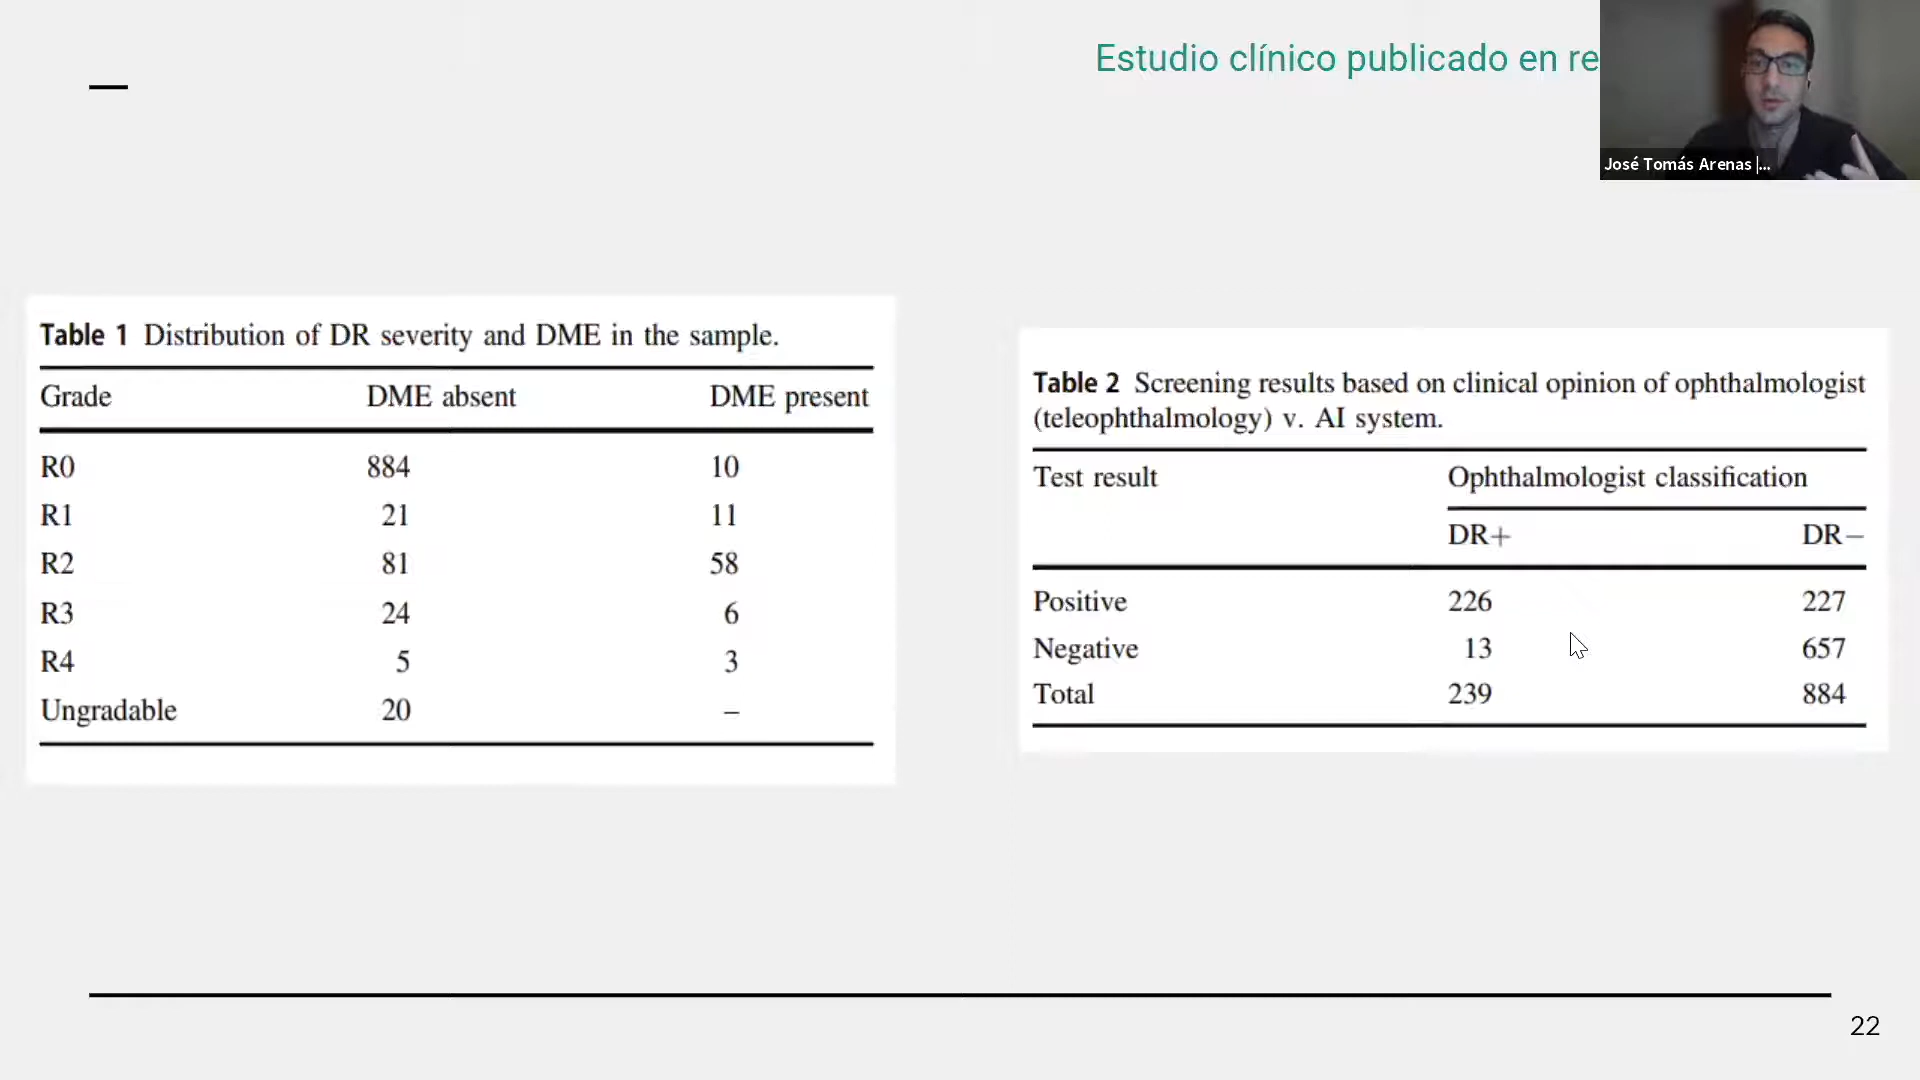 Estudio clínico publicado en re
José Tomás Arenas |...
Table 1 Distribution of DR severity and DME in the sample.
Grade DME absent DME present
R0 884 10
R1 21 11
R2 81 58
R3 24 6
R4 5 3
Ungradable 20 –
Table 2 Screening results based on clinical opinion of ophthalmologist
(teleophthalmology) v. AI system.
Test result Ophthalmologist classification
DR+ DR−
Positive 226 227
Negative 13 657
Total 239 884
22